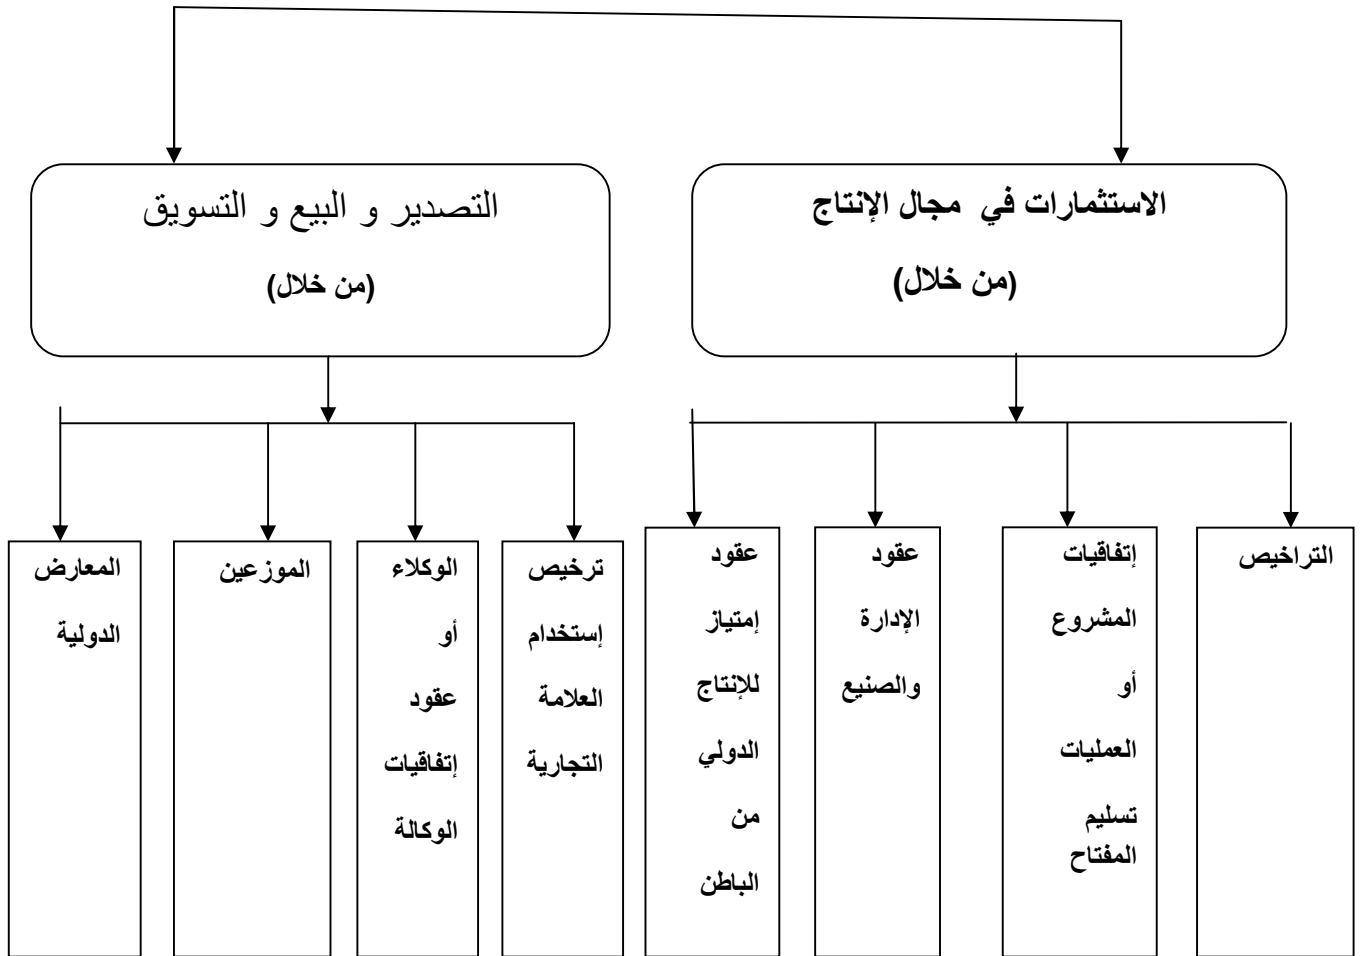 الاستثمارات في مجال الإنتاج
(من خلال)
التصدير و البيع و التسويق
(من خلال)
التراخيص
إتفاقيات
المشروع
أو
العمليات
تسليم
المفتاح
عقود
الإدارة
والصنيع
عقود
إمتياز
للإنتاج
الدولي
من
الباطن
ترخيص
إستخدام
العلامة
التجارية
الوكلاء
أو
عقود
إتفاقيات
الوكالة
الموزعين
المعارض
الدولية